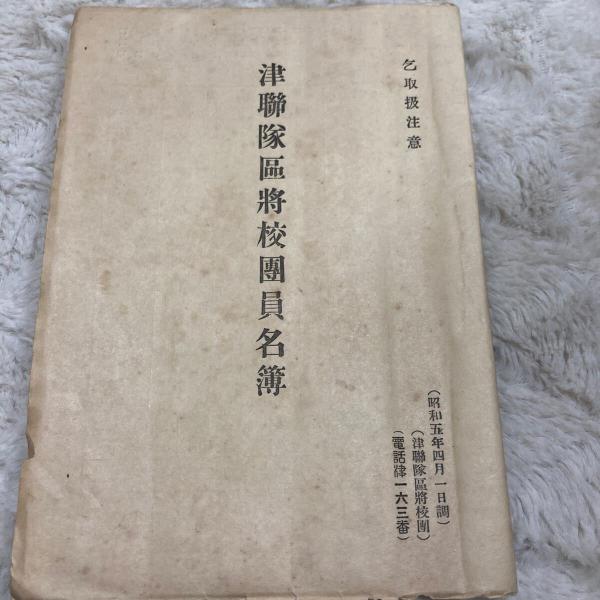 乞取扱注意
津聯隊區將校團員名簿
(昭和五年四月一日調)
(津聯隊區將校團)
(電話津一六三番)